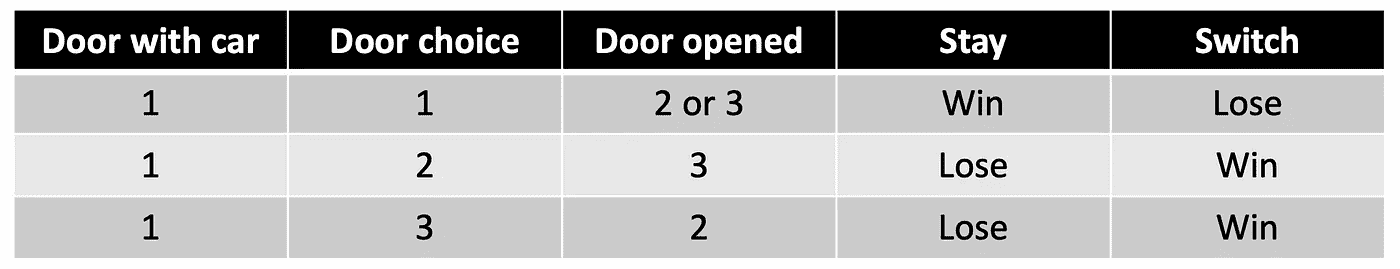 Door with car Door choice Door opened Stay Switch
1 1 2 or 3 Win Lose
1 2 3 Lose Win
1 3 2 Lose Win